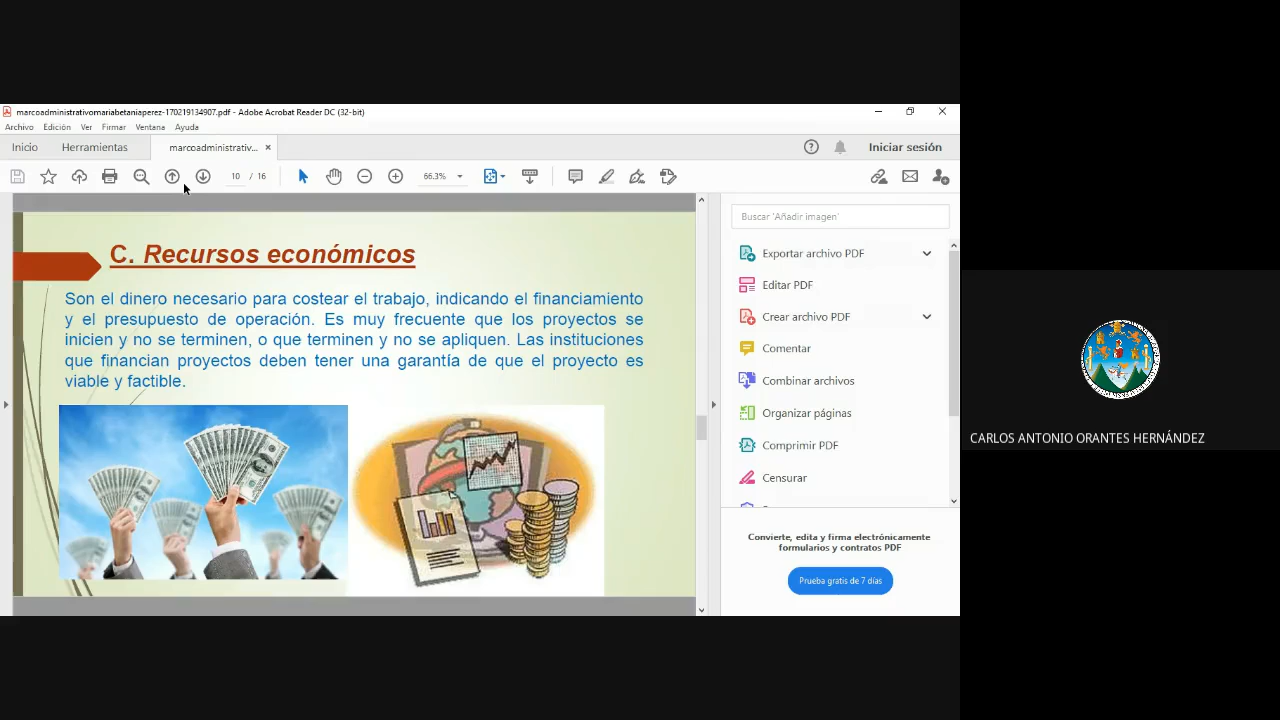 marcoadministrativomariabetaniaperez-170219134907.pdf - Adobe Acrobat Reader DC (32-bit)
Archivo Edición Ver Firmar Ventana Ayuda
Inicio Herramientas marcoadministrativ... × Iniciar sesión
10 / 16 66.3%
C. Recursos económicos
Son el dinero necesario para costear el trabajo, indicando el financiamiento
y el presupuesto de operación. Es muy frecuente que los proyectos se
inicien y no se terminen, o que terminen y no se apliquen. Las instituciones
que financian proyectos deben tener una garantía de que el proyecto es
viable y factible.
Buscar 'Añadir imagen'
Exportar archivo PDF
Editar PDF
Crear archivo PDF
Comentar
Combinar archivos
Organizar páginas
Comprimir PDF
Censurar
Convierte, edita y firma electrónicamente
formularios y contratos PDF
Prueba gratis de 7 días
CARLOS ANTONIO ORANTES HERNÁNDEZ